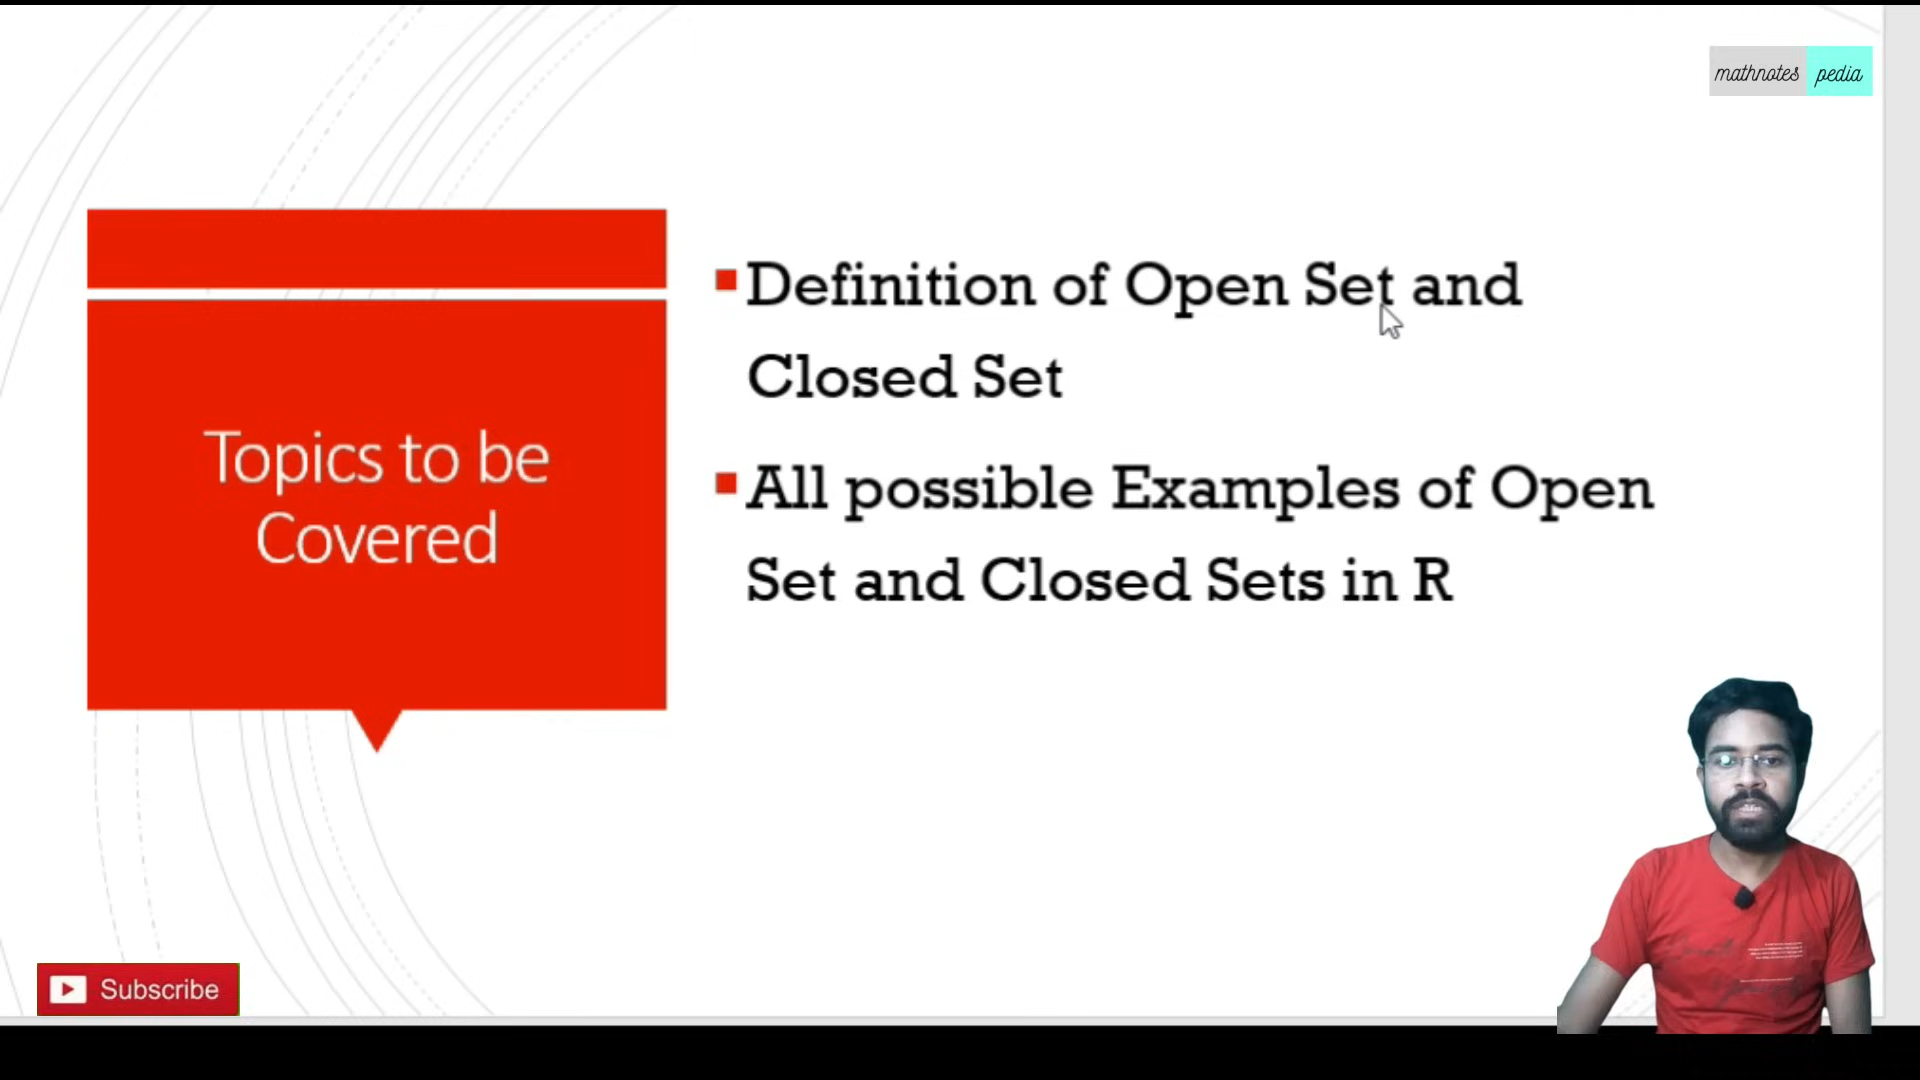 mathnotes pedia
Topics to be
Covered
Definition of Open Set and
Closed Set
All possible Examples of Open
Set and Closed Sets in R
Subscribe